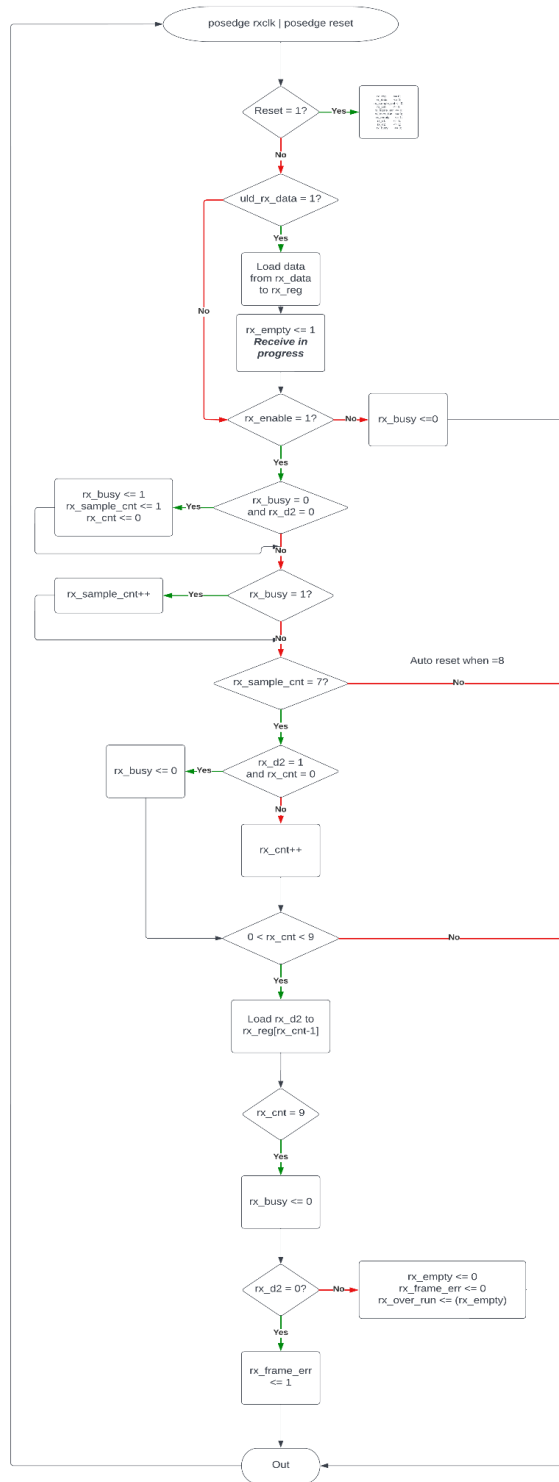 posedge rxclk | posedge reset
Reset = 1?
Yes
No
uld_rx_data = 1?
Yes
Load data
from rx_data
to rx_reg
No
rx_empty <= 1
Receive in
progress
rx_enable = 1?
No
rx_busy <=0
Yes
rx_busy = 0
and rx_d2 = 0
Yes
rx_busy <= 1
rx_sample_cnt <= 1
rx_cnt <= 0
No
rx_busy = 1?
Yes
rx_sample_cnt++
No
Auto reset when =8
rx_sample_cnt = 7?
No
Yes
rx_d2 = 1
and rx_cnt = 0
Yes
rx_busy <= 0
No
rx_cnt++
0 < rx_cnt < 9
No
Yes
Load rx_d2 to
rx_reg[rx_cnt-1]
rx_cnt = 9
Yes
rx_busy <= 0
rx_d2 = 0?
No
rx_empty <= 0
rx_frame_err <= 0
rx_over_run <= (rx_empty)
Yes
rx_frame_err
<= 1
Out